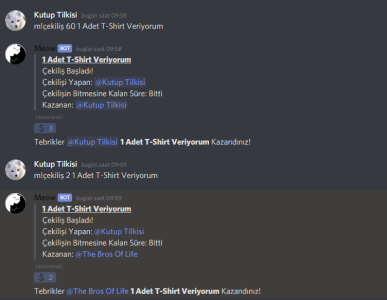 Kutup Tilkisi bugün saat 09:58
m!çekiliş 60 1 Adet T-Shirt Veriyorum
Meow BOT bugün saat 09:58
1 Adet T-Shirt Veriyorum
Çekiliş Başladı!
Çekilişi Yapan: @Kutup Tilkisi
Çekilişin Bitmesine Kalan Süre: Bitti
Kazanan: @Kutup Tilkisi
(düzenlendi)
Tebrikler @Kutup Tilkisi 1 Adet T-Shirt Veriyorum Kazandınız!
Kutup Tilkisi bugün saat 09:59
m!çekiliş 2 1 Adet T-Shirt Veriyorum
Meow BOT bugün saat 09:59
1 Adet T-Shirt Veriyorum
Çekiliş Başladı!
Çekilişi Yapan: @Kutup Tilkisi
Çekilişin Bitmesine Kalan Süre: Bitti
Kazanan: @The Bros Of Life
(düzenlendi)
2
Tebrikler @The Bros Of Life 1 Adet T-Shirt Veriyorum Kazandınız!